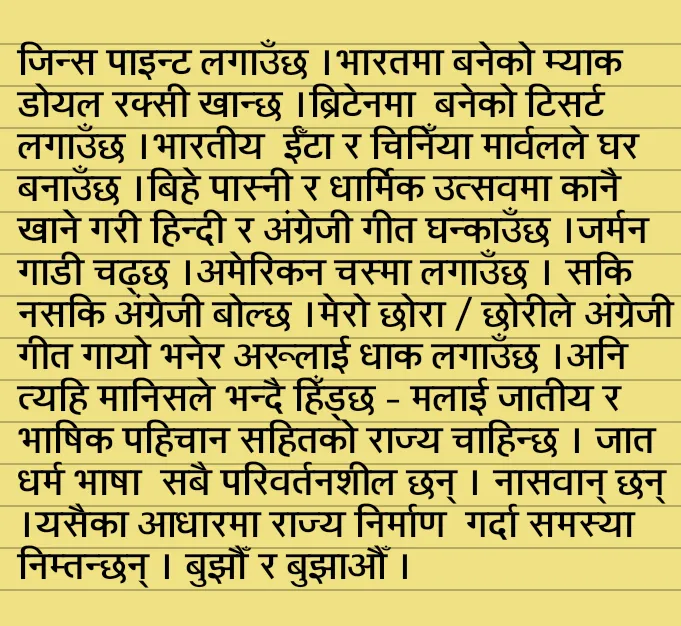 जिन्स पाइन्ट लगाउँछ ।भारतमा बनेको म्याक
डोयल रक्सी खान्छ ।ब्रिटेनमा  बनेको टिसर्ट
लगाउँछ ।भारतीय  ईँटा र चिनिँया मार्वलले घर
बनाउँछ ।बिहे पास्नी र धार्मिक उत्सवमा कानै
खाने गरी हिन्दी र अंग्रेजी गीत घन्काउँछ ।जर्मन
गाडी चढ्छ ।अमेरिकन चस्मा लगाउँछ । सकि
नसकि अंग्रेजी बोल्छ ।मेरो छोरा / छोरीले अंग्रेजी
गीत गायो भनेर अरूलाई धाक लगाउँछ ।अनि
त्यहि मानिसले भन्दै हिँड्छ - मलाई जातीय र
भाषिक पहिचान सहितको राज्य चाहिन्छ । जात
धर्म भाषा  सबै परिवर्तनशील छन् । नासवान् छन्
।यसैका आधारमा राज्य निर्माण  गर्दा समस्या
निम्तन्छन् । बुझौँ र बुझाऔँ ।